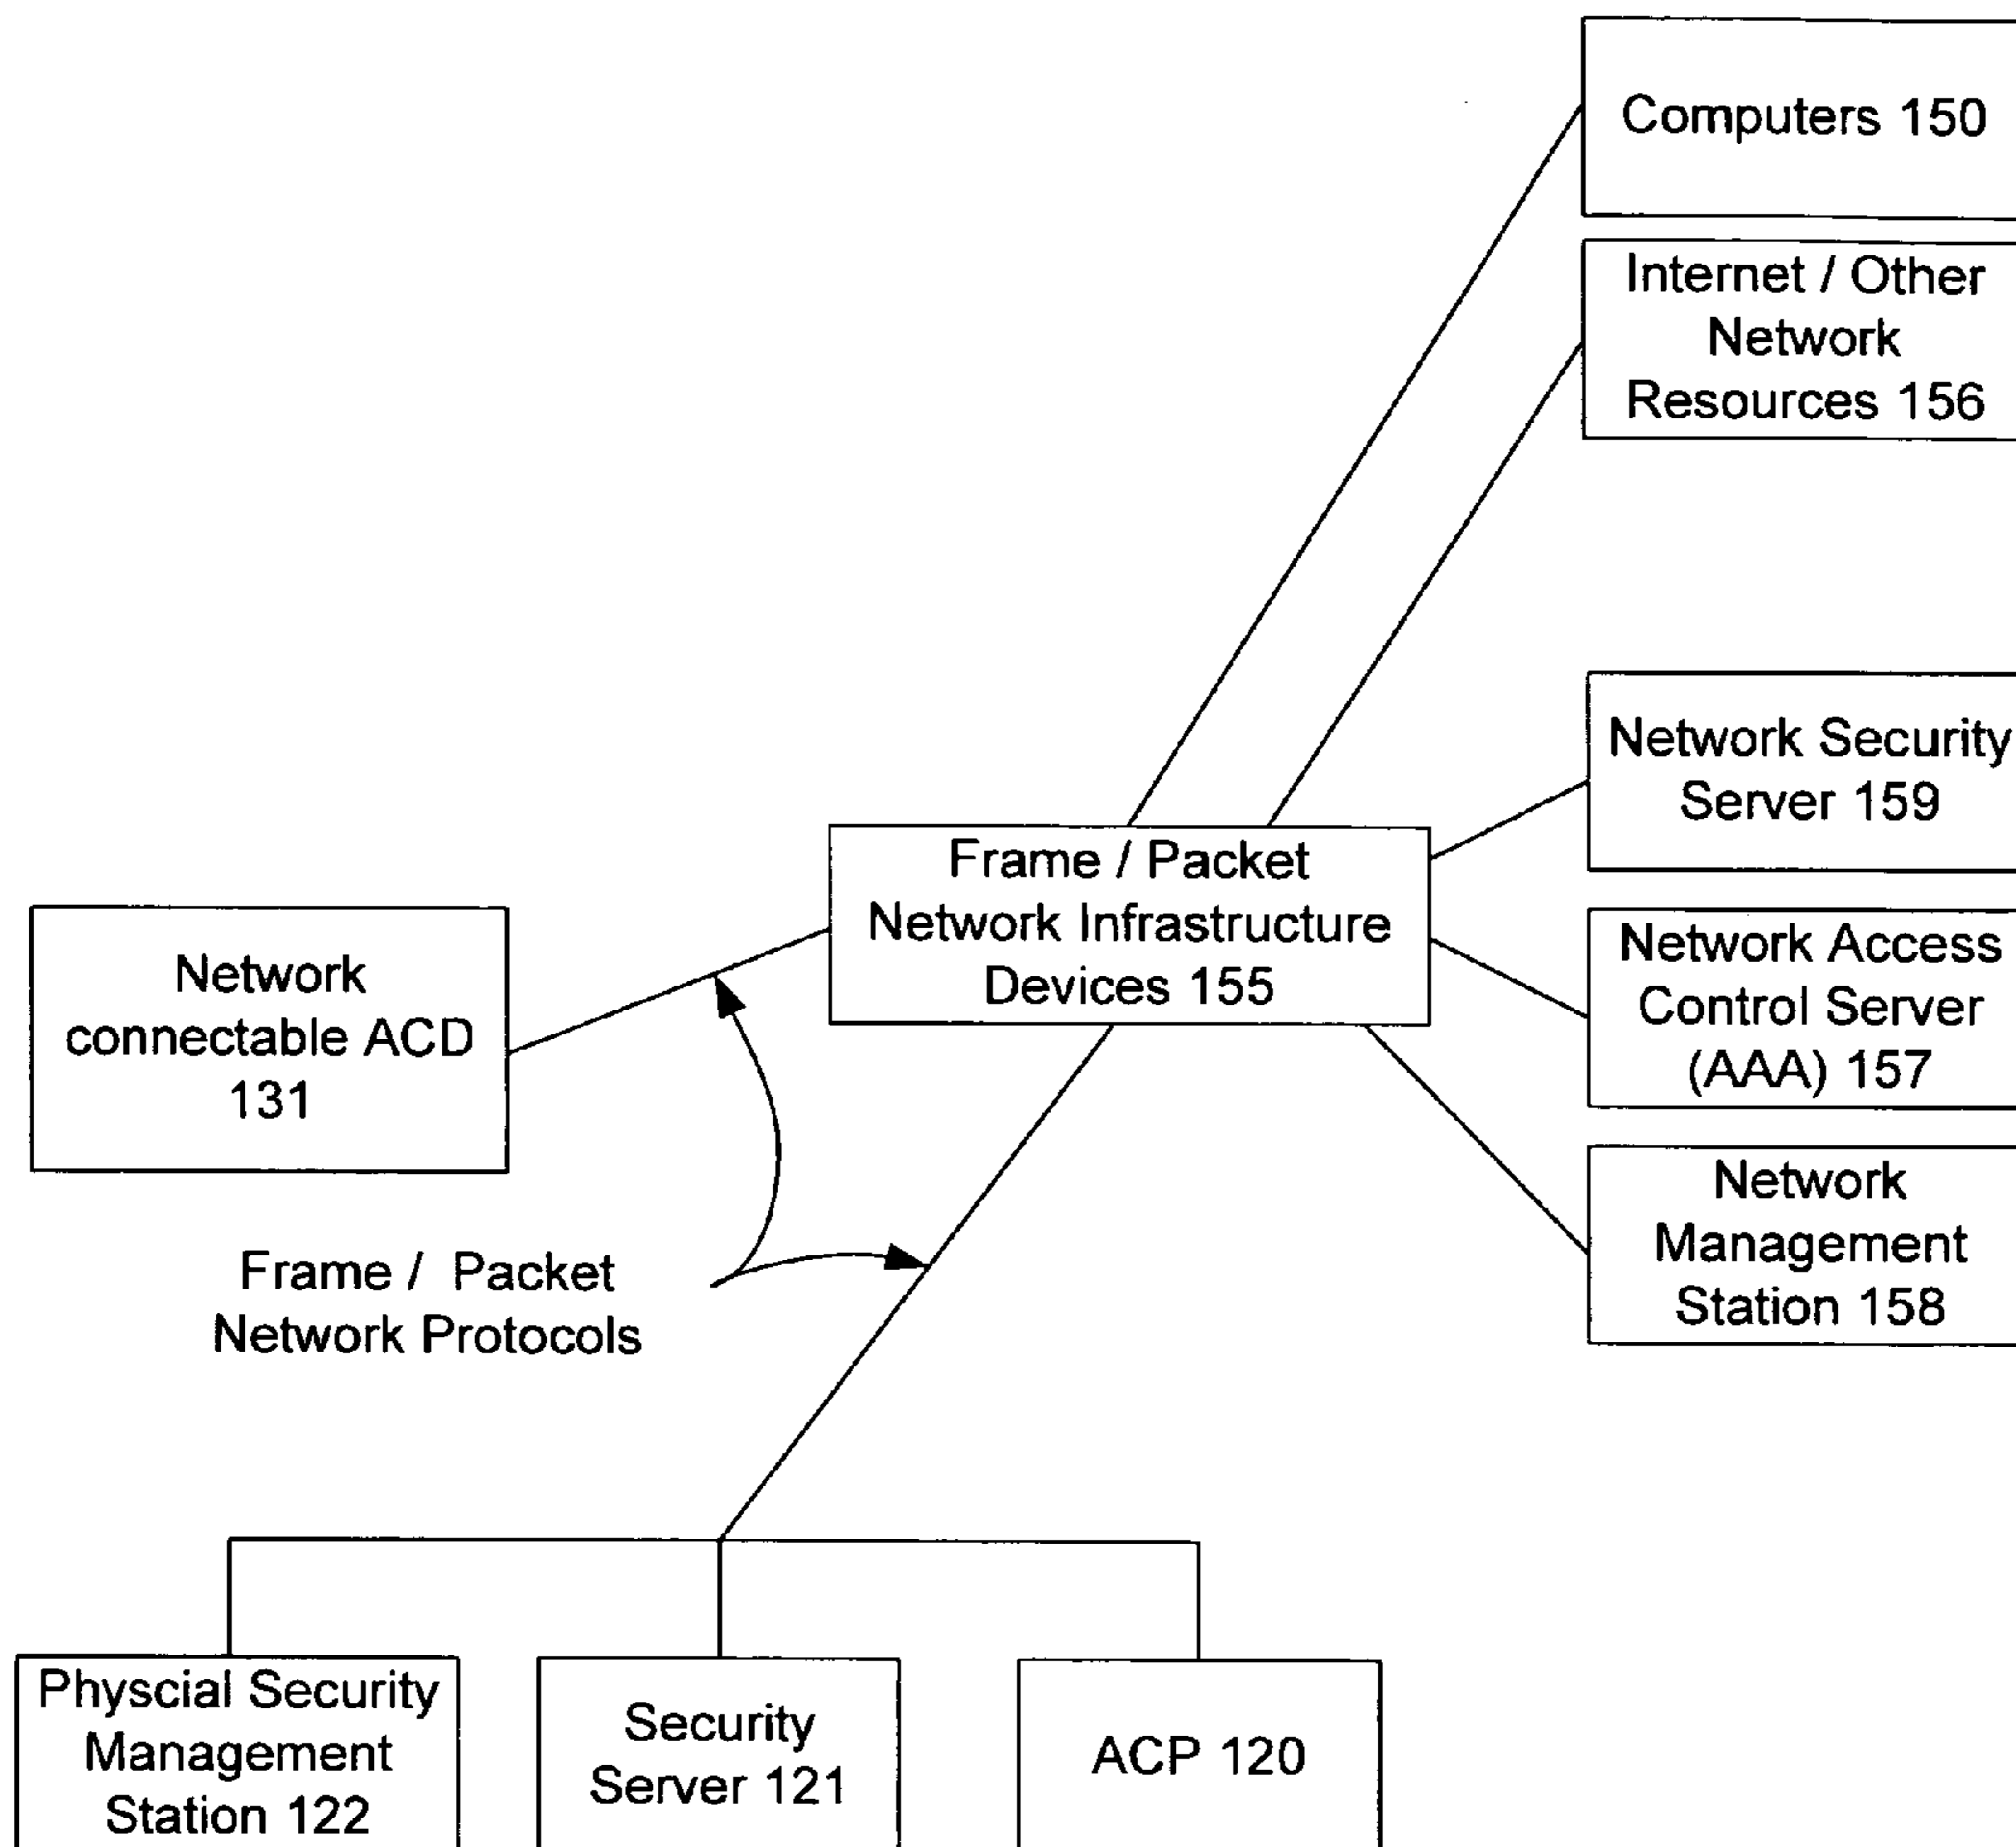 Computers 150
Internet / Other
Network
Resources 156
Network Security
Server 159
Frame / Packet
Network Infrastructure
Devices 155
Network
connectable ACD
131
Network Access
Control Server
(AAA) 157
Network
Management
Station 158
Frame / Packet
Network Protocols
Physcial Security
Management
Station 122
Security
Server 121
ACP 120